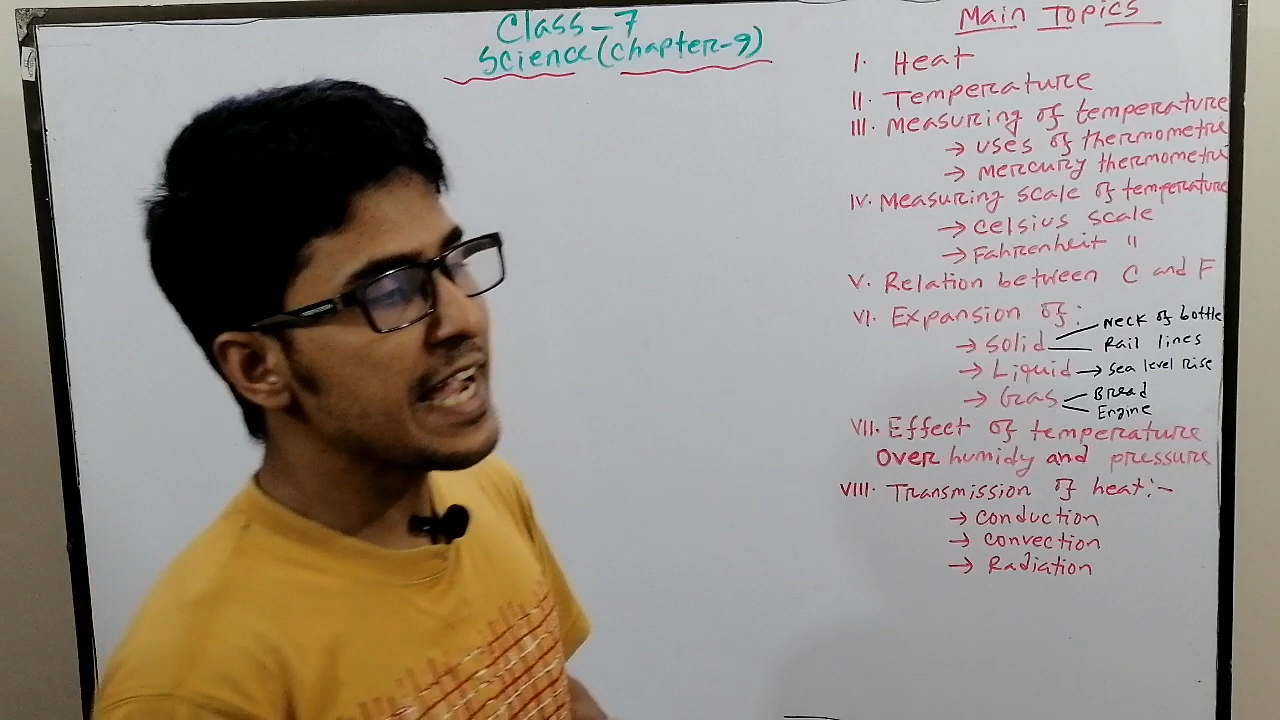 Class-7
Science (Chapter-9)
Main Topics
I. Heat
II. Temperature
III. Measuring of temperature
→ uses of thermometre
→ Mercury thermometre
IV. Measuring scale of temperature
→ Celsius scale
→ Fahrenheit "
V. Relation between C and F
VI. Expansion of:
→ Solid — Neck of bottle
Rail lines
→ Liquid → Sea level rise
→ Gas — Bread
Engine
VII. Effect of temperature
Over humidy and pressure
VIII. Transmission of heat:-
→ Conduction
→ Convection
→ Radiation